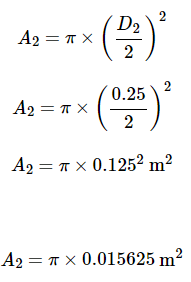 A₂ = π × (D₂/2)²
A₂ = π × (0.25/2)²
A₂ = π × 0.125² m²
A₂ = π × 0.015625 m²